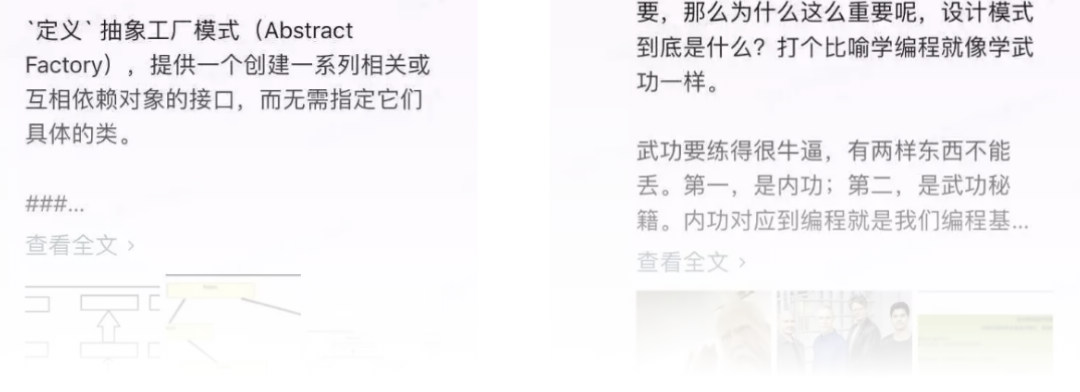 `定义` 抽象工厂模式（Abstract
Factory），提供一个创建一系列相关或
互相依赖对象的接口，而无需指定它们
具体的类。
###...
查看全文 ›
要，那么为什么这么重要呢，设计模式
到底是什么？打个比喻学编程就像学武
功一样。
武功要练得很牛逼，有两样东西不能
丢。第一，是内功；第二，是武功秘
籍。内功对应到编程就是我们编程基...
查看全文 ›